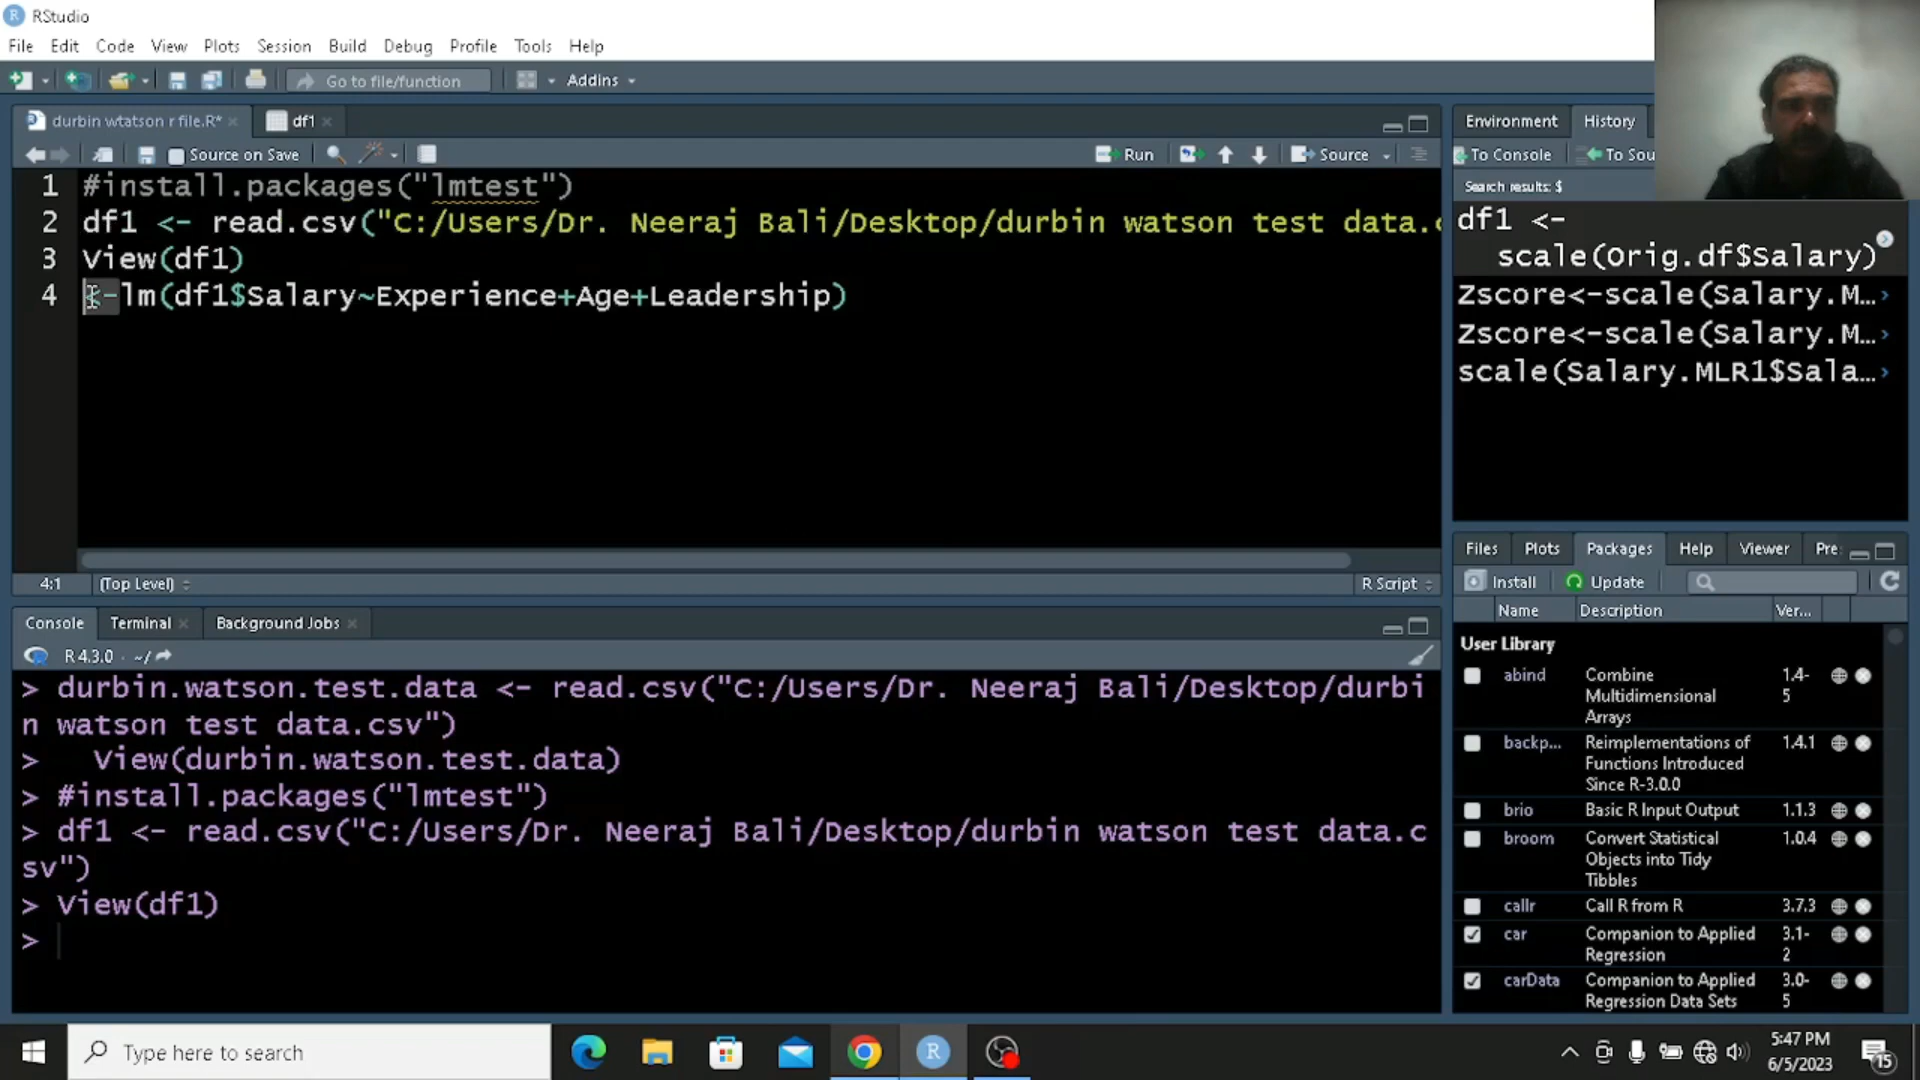 RStudio
File Edit Code View Plots Session Build Debug Profile Tools Help
Go to file/function Addins
durbin wtatson r file.R* df1
Source on Save Run Source
1 #install.packages("lmtest")
2 df1 <- read.csv("C:/Users/Dr. Neeraj Bali/Desktop/durbin watson test data.c
3 View(df1)
4 <-lm(df1$Salary~Experience+Age+Leadership)
4:1 (Top Level) R Script
Console Terminal Background Jobs
R 4.3.0 · ~/
> durbin.watson.test.data <- read.csv("C:/Users/Dr. Neeraj Bali/Desktop/durbi
n watson test data.csv")
> View(durbin.watson.test.data)
> #install.packages("lmtest")
> df1 <- read.csv("C:/Users/Dr. Neeraj Bali/Desktop/durbin watson test data.c
sv")
> View(df1)
>
Environment History
To Console To Sou
Search results: $
df1 <-
scale(Orig.df$Salary)
Zscore<-scale(Salary.M...
Zscore<-scale(Salary.M...
scale(Salary.MLR1$Sala...
Files Plots Packages Help Viewer Pre
Install Update
Name Description Ver...
User Library
abind Combine Multidimensional Arrays 1.4-5
backp... Reimplementations of Functions Introduced Since R-3.0.0 1.4.1
brio Basic R Input Output 1.1.3
broom Convert Statistical Objects into Tidy Tibbles 1.0.4
callr Call R from R 3.7.3
car Companion to Applied Regression 3.1-2
carData Companion to Applied Regression Data Sets 3.0-5
Type here to search
5:47 PM
6/5/2023
15